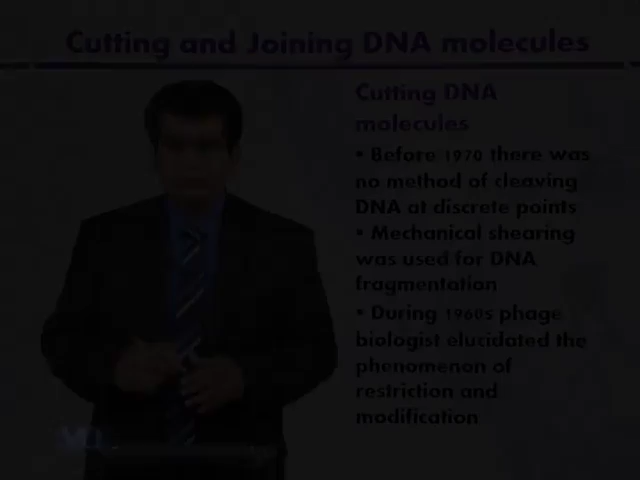 Cutting and Joining DNA molecules
Cutting DNA
molecules
• Before 1970 there was
no method of cleaving
DNA at discrete points
• Mechanical shearing
was used for DNA
fragmentation
• During 1960s phage
biologist elucidated the
phenomenon of
restriction and
modification